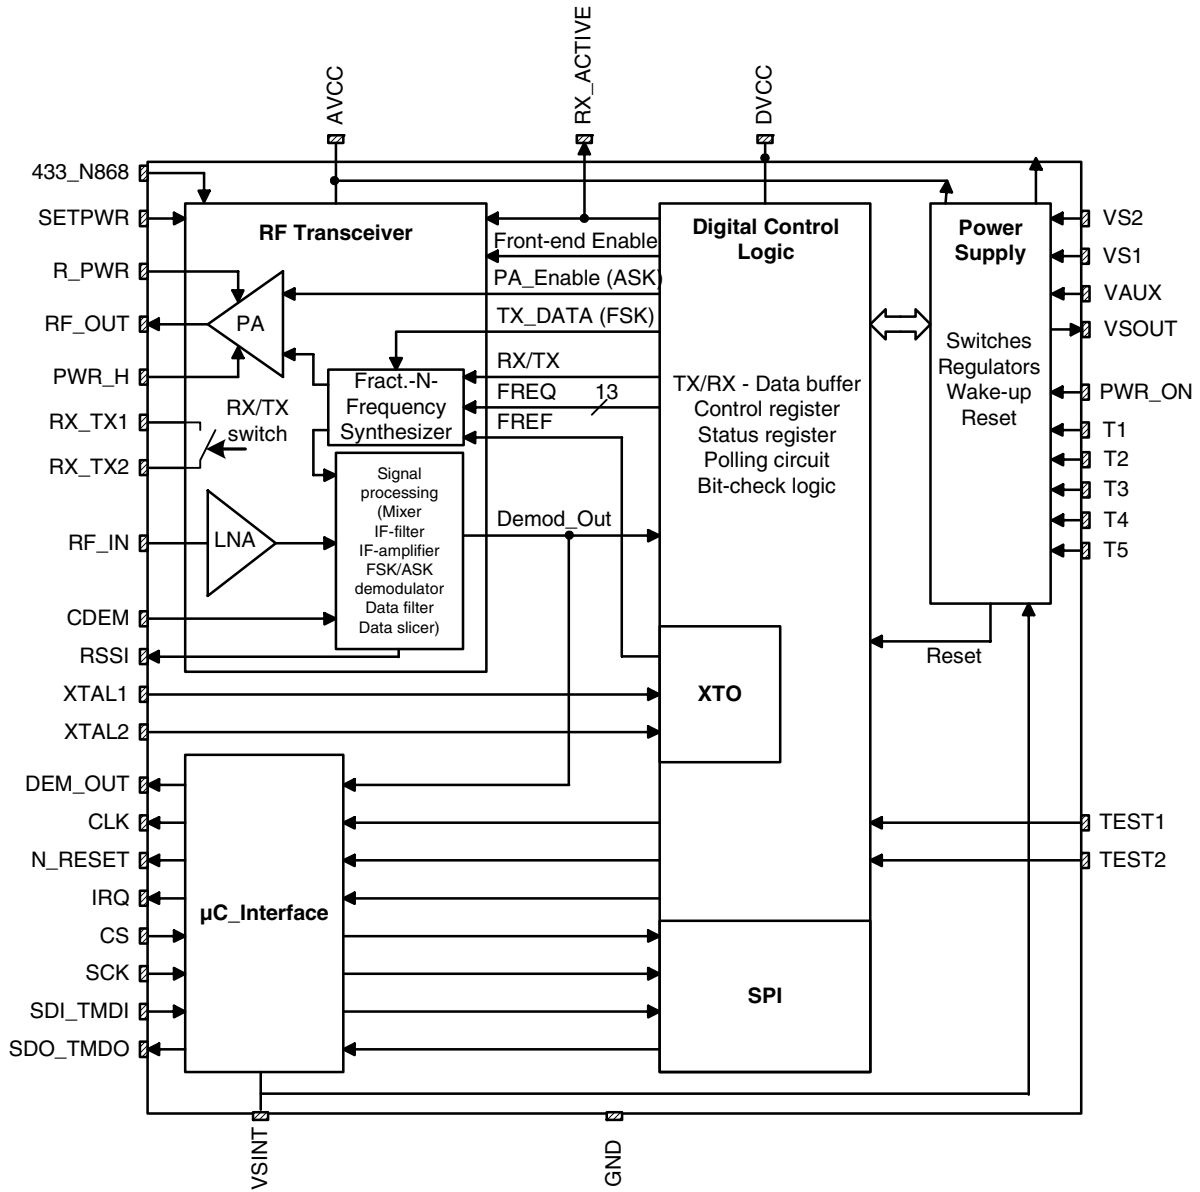 AVCC
RX_ACTIVE
DVCC
433_N868
SETPWR
R_PWR
RF_OUT
PWR_H
RX_TX1
RX_TX2
RF_IN
CDEM
RSSI
XTAL1
XTAL2
DEM_OUT
CLK
N_RESET
IRQ
CS
SCK
SDI_TMDI
SDO_TMDO
RF Transceiver
PA
RX/TX
switch
LNA
Fract.-N-
Frequency
Synthesizer
Signal
processing
(Mixer
IF-filter
IF-amplifier
FSK/ASK
demodulator
Data filter
Data slicer)
Front-end Enable
PA_Enable (ASK)
TX_DATA (FSK)
RX/TX
FREQ 13
FREF
Demod_Out
Digital Control
Logic
TX/RX - Data buffer
Control register
Status register
Polling circuit
Bit-check logic
XTO
SPI
µC_Interface
Power
Supply
Switches
Regulators
Wake-up
Reset
Reset
VS2
VS1
VAUX
VSOUT
PWR_ON
T1
T2
T3
T4
T5
TEST1
TEST2
VSINT
GND